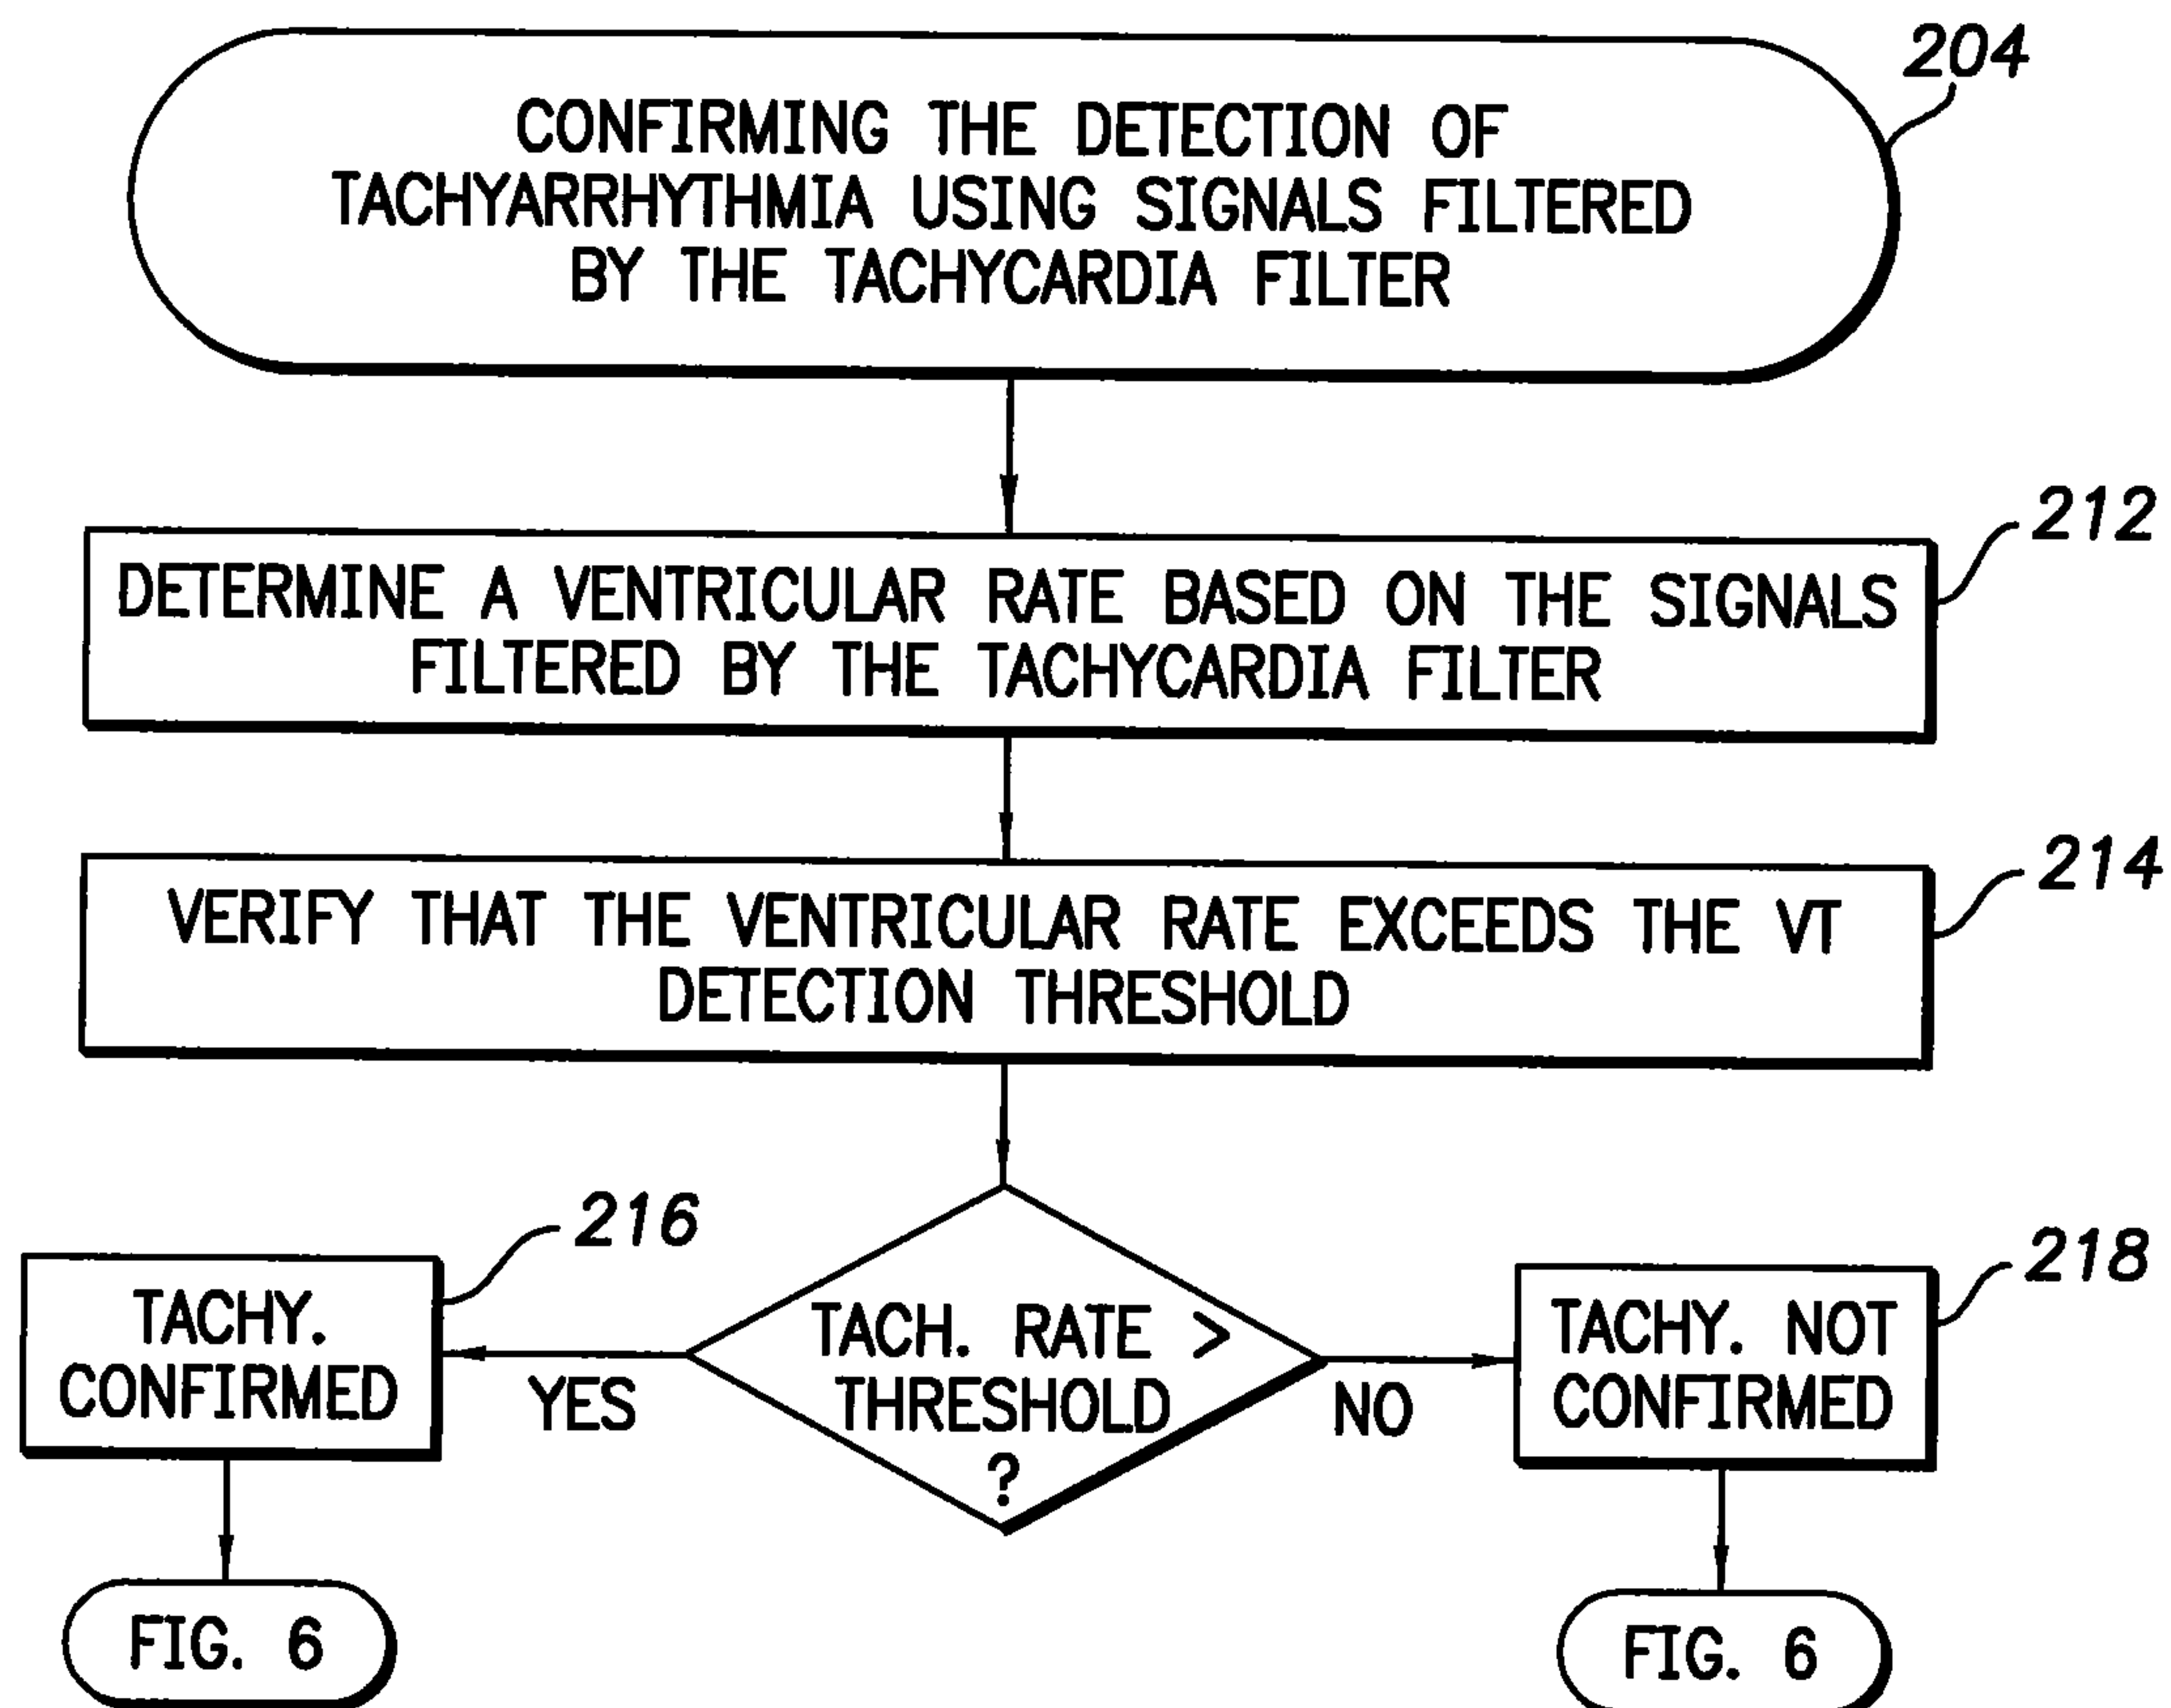 204
CONFIRMING THE DETECTION OF
TACHYARRHYTHMIA USING SIGNALS FILTERED
BY THE TACHYCARDIA FILTER
212
DETERMINE A VENTRICULAR RATE BASED ON THE SIGNALS
FILTERED BY THE TACHYCARDIA FILTER
214
VERIFY THAT THE VENTRICULAR RATE EXCEEDS THE VT
DETECTION THRESHOLD
216
TACHY.
CONFIRMED
YES
TACH. RATE >
THRESHOLD
?
NO
218
TACHY. NOT
CONFIRMED
FIG. 6
FIG. 6